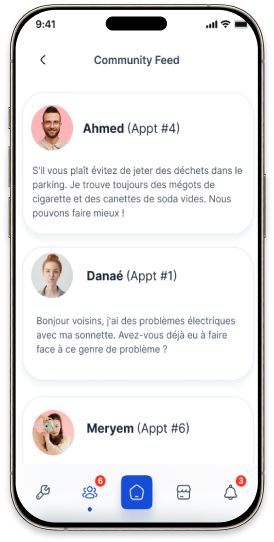 9:41
Community Feed
Ahmed (Appt #4)
S'il vous plaît évitez de jeter des déchets dans le
parking. Je trouve toujours des mégots de
cigarette et des canettes de soda vides. Nous
pouvons faire mieux !
Danaé (Appt #1)
Bonjour voisins, j'ai des problèmes électriques
avec ma sonnette. Avez-vous déjà eu à faire
face à ce genre de problème ?
Meryem (Appt #6)
6
3